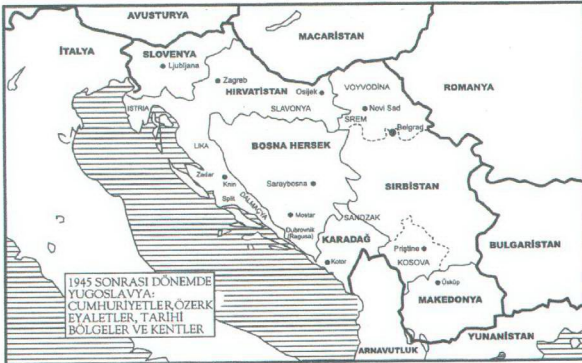 AVUSTURYA
MACARİSTAN
İTALYA
SLOVENYA
Ljubljana
Zagreb
Osijek
HIRVATİSTAN
SLAVONYA
VOYVODİNA
Novi Sad
SREM
Belgrad
ROMANYA
ISTRIA
LIKA
BOSNA HERSEK
Zadar
Knin
Split
Saraybosna
DALMAÇYA
Mostar
Dubrovnik
(Ragusa)
SIRBİSTAN
SANDZAK
KARADAĞ
Kotor
Priştine
KOSOVA
BULGARİSTAN
Üsküp
MAKEDONYA
ARNAVUTLUK
YUNANİSTAN
1945 SONRASI DÖNEMDE
YUGOSLAVYA:
CUMHURİYETLER,ÖZERK
EYALETLER, TARİHİ
BÖLGELER VE KENTLER